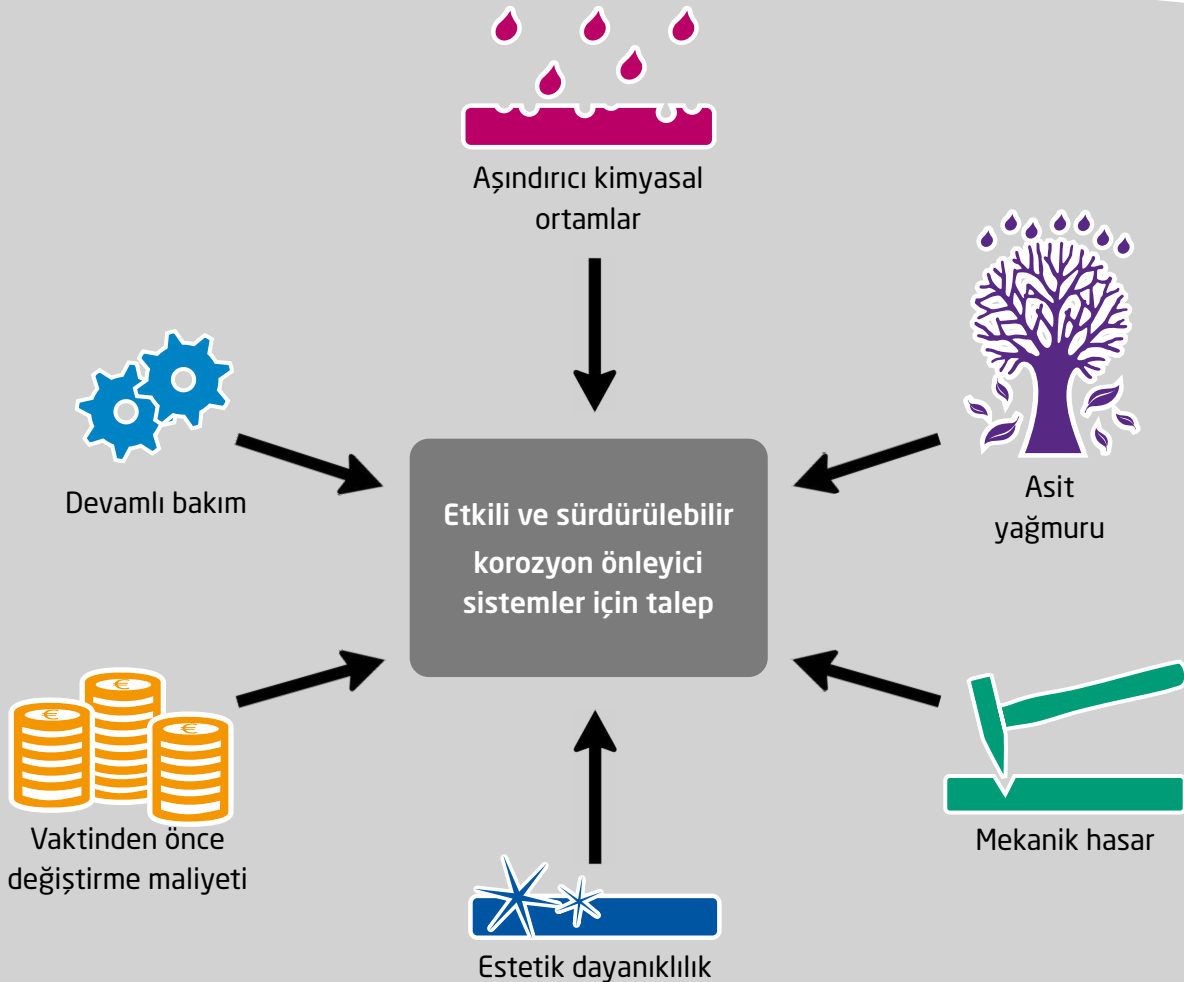 Aşındırıcı kimyasal
ortamlar
Asit
yağmuru
Devamlı bakım
Etkili ve sürdürülebilir
korozyon önleyici
sistemler için talep
€
€
€
Vaktinden önce
değiştirme maliyeti
Mekanik hasar
Estetik dayanıklılık